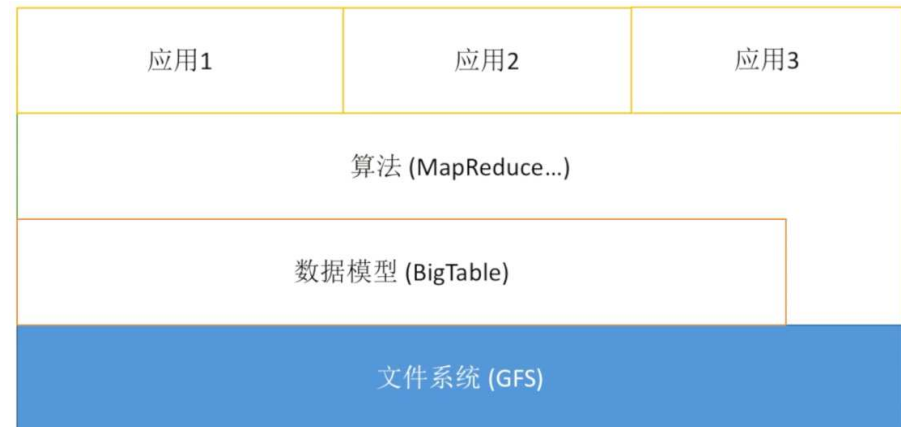 应用1
应用2
应用3
算法 (MapReduce…)
数据模型 (BigTable)
文件系统 (GFS)